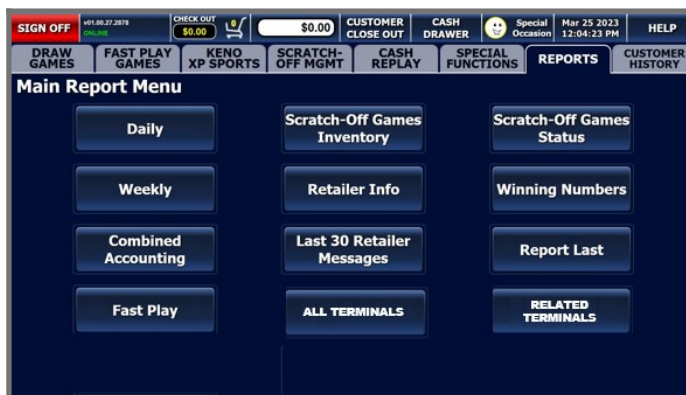 SIGN OFF
v01.00.27.2878
ONLINE
CHECK OUT
$0.00
$0.00)
CUSTOMER
CLOSE OUT
CASH
DRAWER
Special
Occasion
Mar 25 2023
12:04:23 PM
HELP
DRAW
GAMES
FAST PLAY
GAMES
KENO
XP SPORTS
SCRATCH-
OFF MGMT
CASH
REPLAY
SPECIAL
FUNCTIONS
REPORTS
CUSTOMER
HISTORY
Main Report Menu
Daily
Scratch-Off Games
Inventory
Scratch-Off Games
Status
Weekly
Retailer Info
Winning Numbers
Combined
Accounting
Last 30 Retailer
Messages
Report Last
Fast Play
ALL TERMINALS
RELATED
TERMINALS